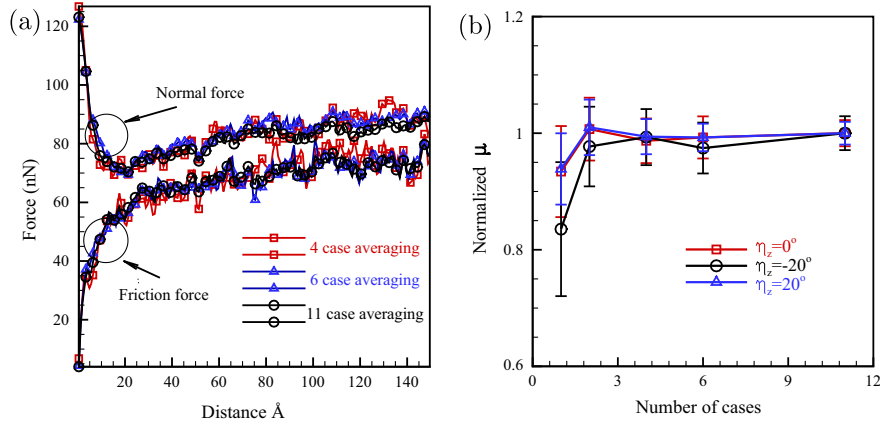 (a)
120
100
80
60
40
20
Force (nN)
Normal force
Friction force
4 case averaging
6 case averaging
11 case averaging
20 40 60 80 100 120 140
Distance Å
(b)
1.2
1
0.8
0.6
Normalized μ
η_z=0°
η_z=-20°
η_z=20°
0 3 6 9 12
Number of cases